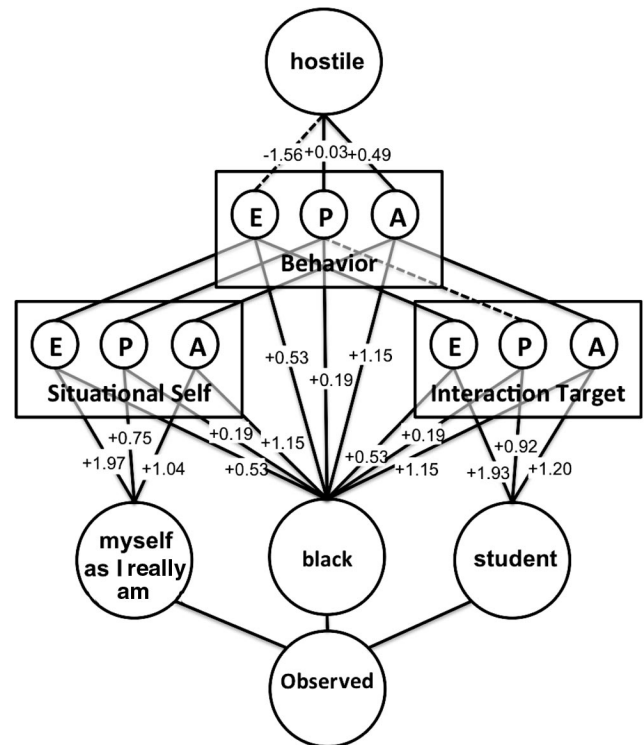 hostile
-1.56 +0.03 +0.49
E P A
Behavior
E P A
Situational Self
E P A
Interaction Target
+0.53 +0.19 +1.15
+1.97 +0.75 +1.04
+0.53 +0.19 +1.15
+0.53 +0.19 +1.15
+1.93 +0.92 +1.20
myself
as I really
am
black
student
Observed